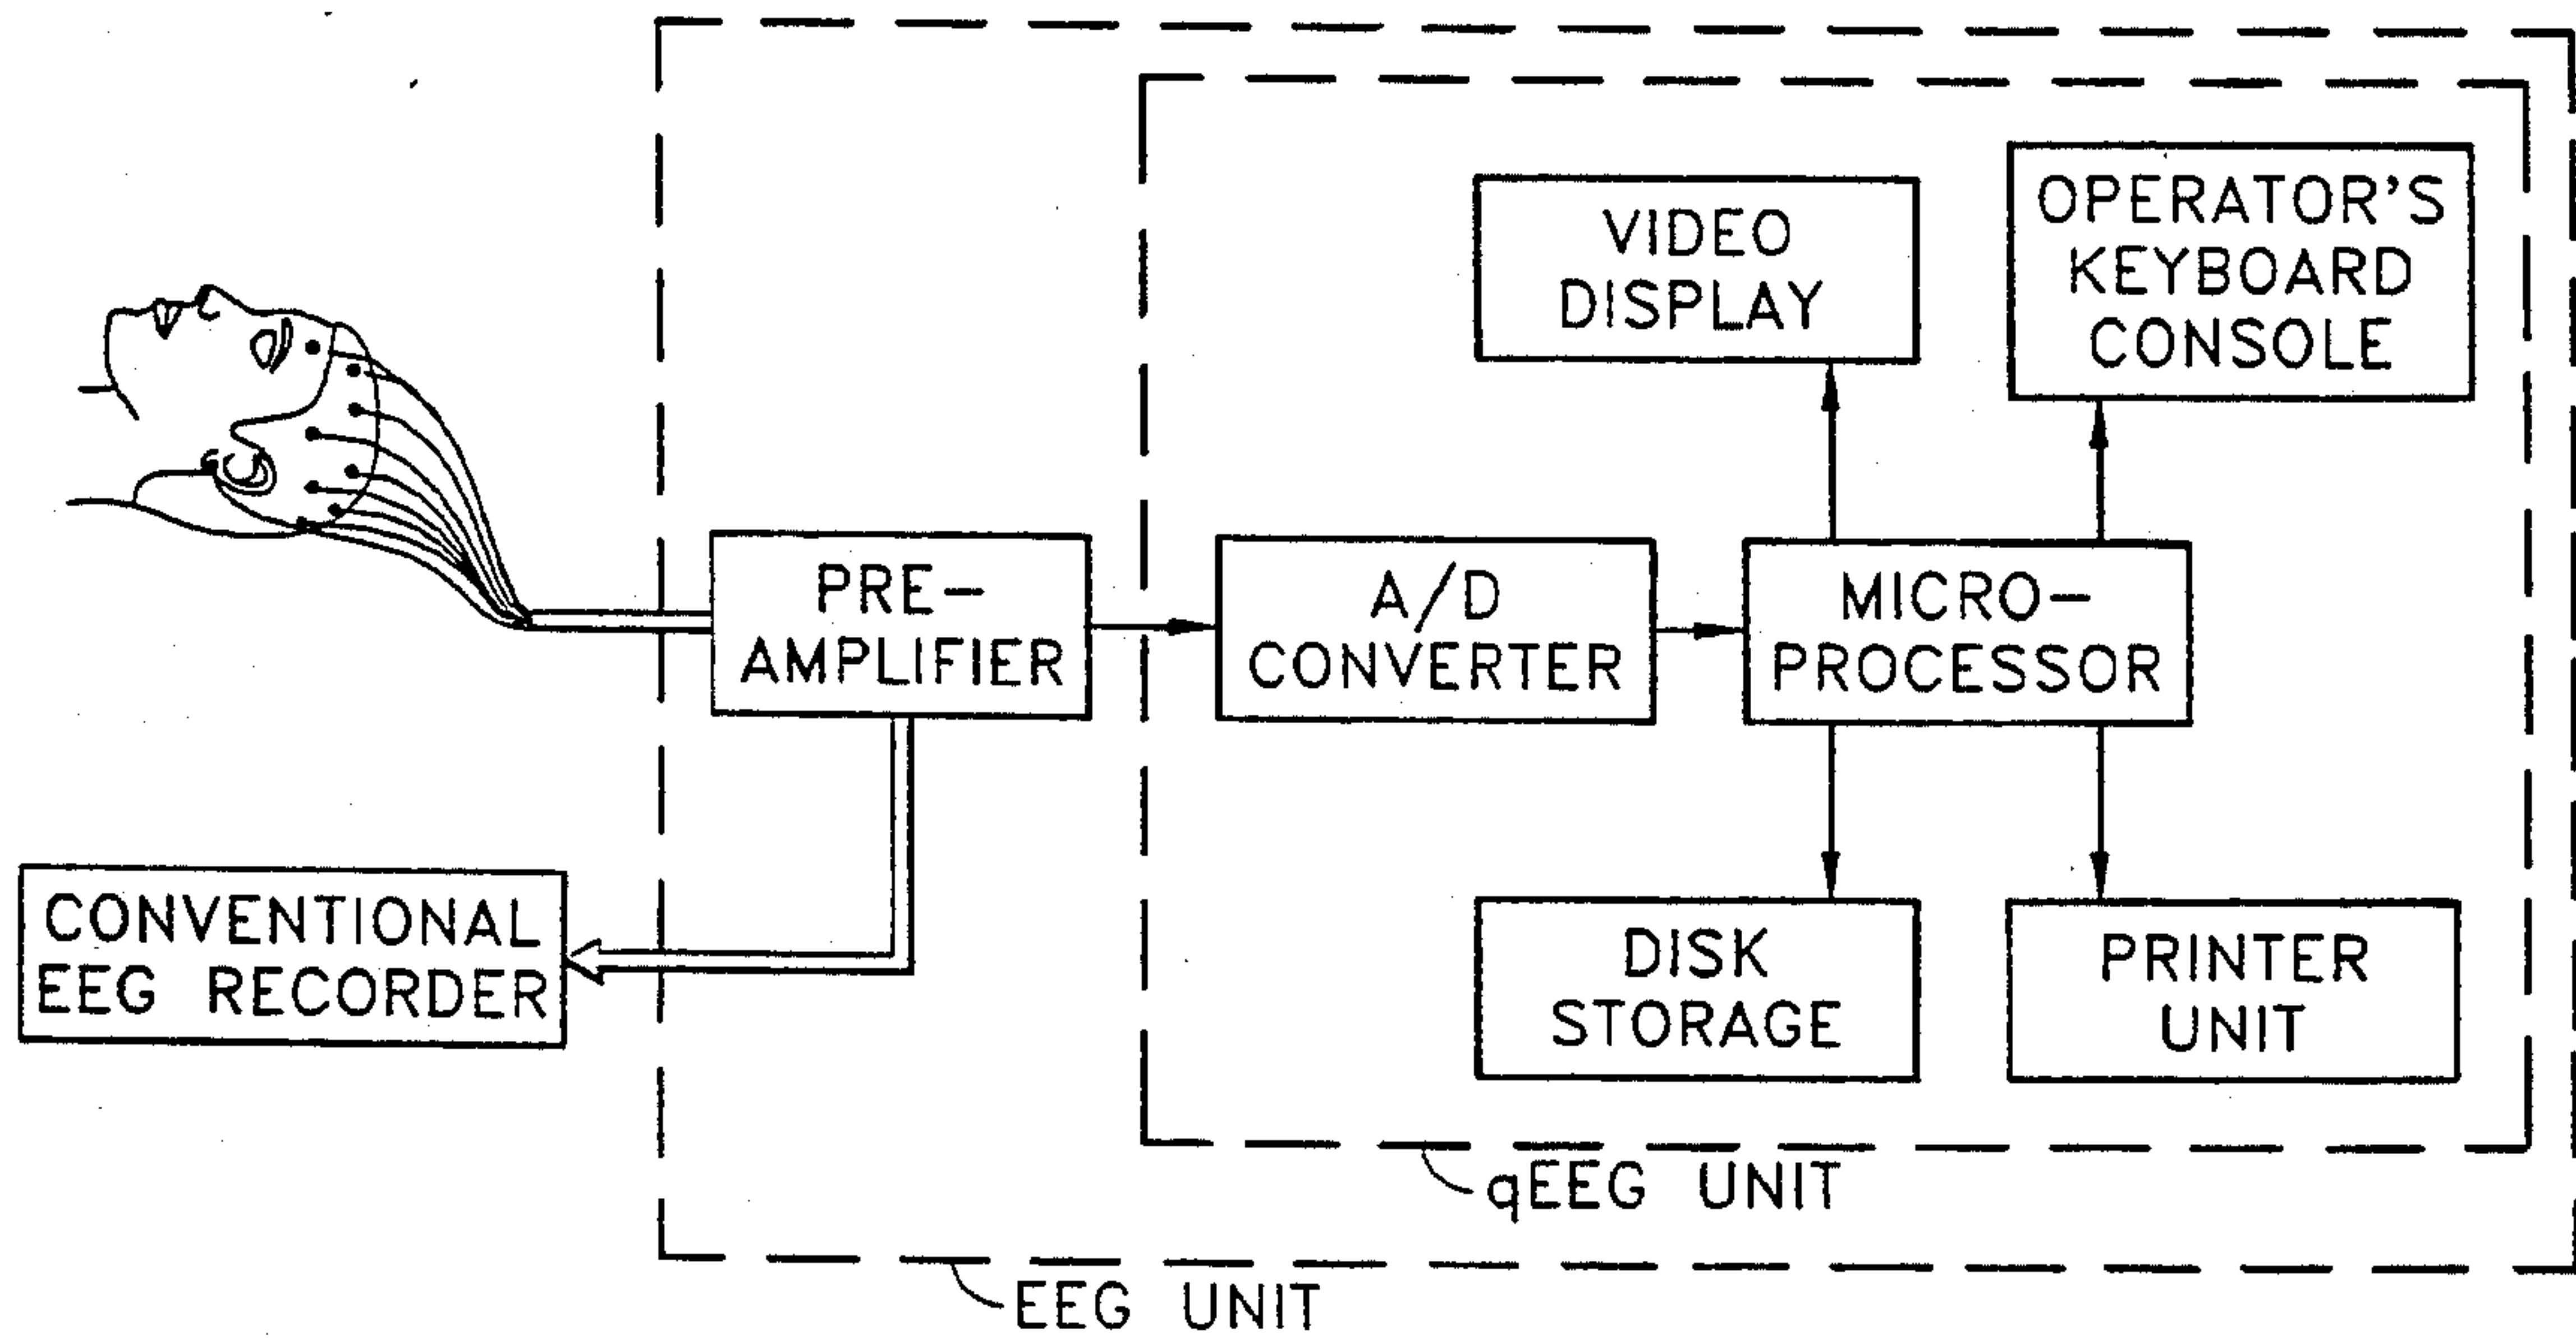 VIDEO
DISPLAY
OPERATOR'S
KEYBOARD
CONSOLE
PRE-
AMPLIFIER
A/D
CONVERTER
MICRO-
PROCESSOR
CONVENTIONAL
EEG RECORDER
DISK
STORAGE
PRINTER
UNIT
qEEG UNIT
EEG UNIT